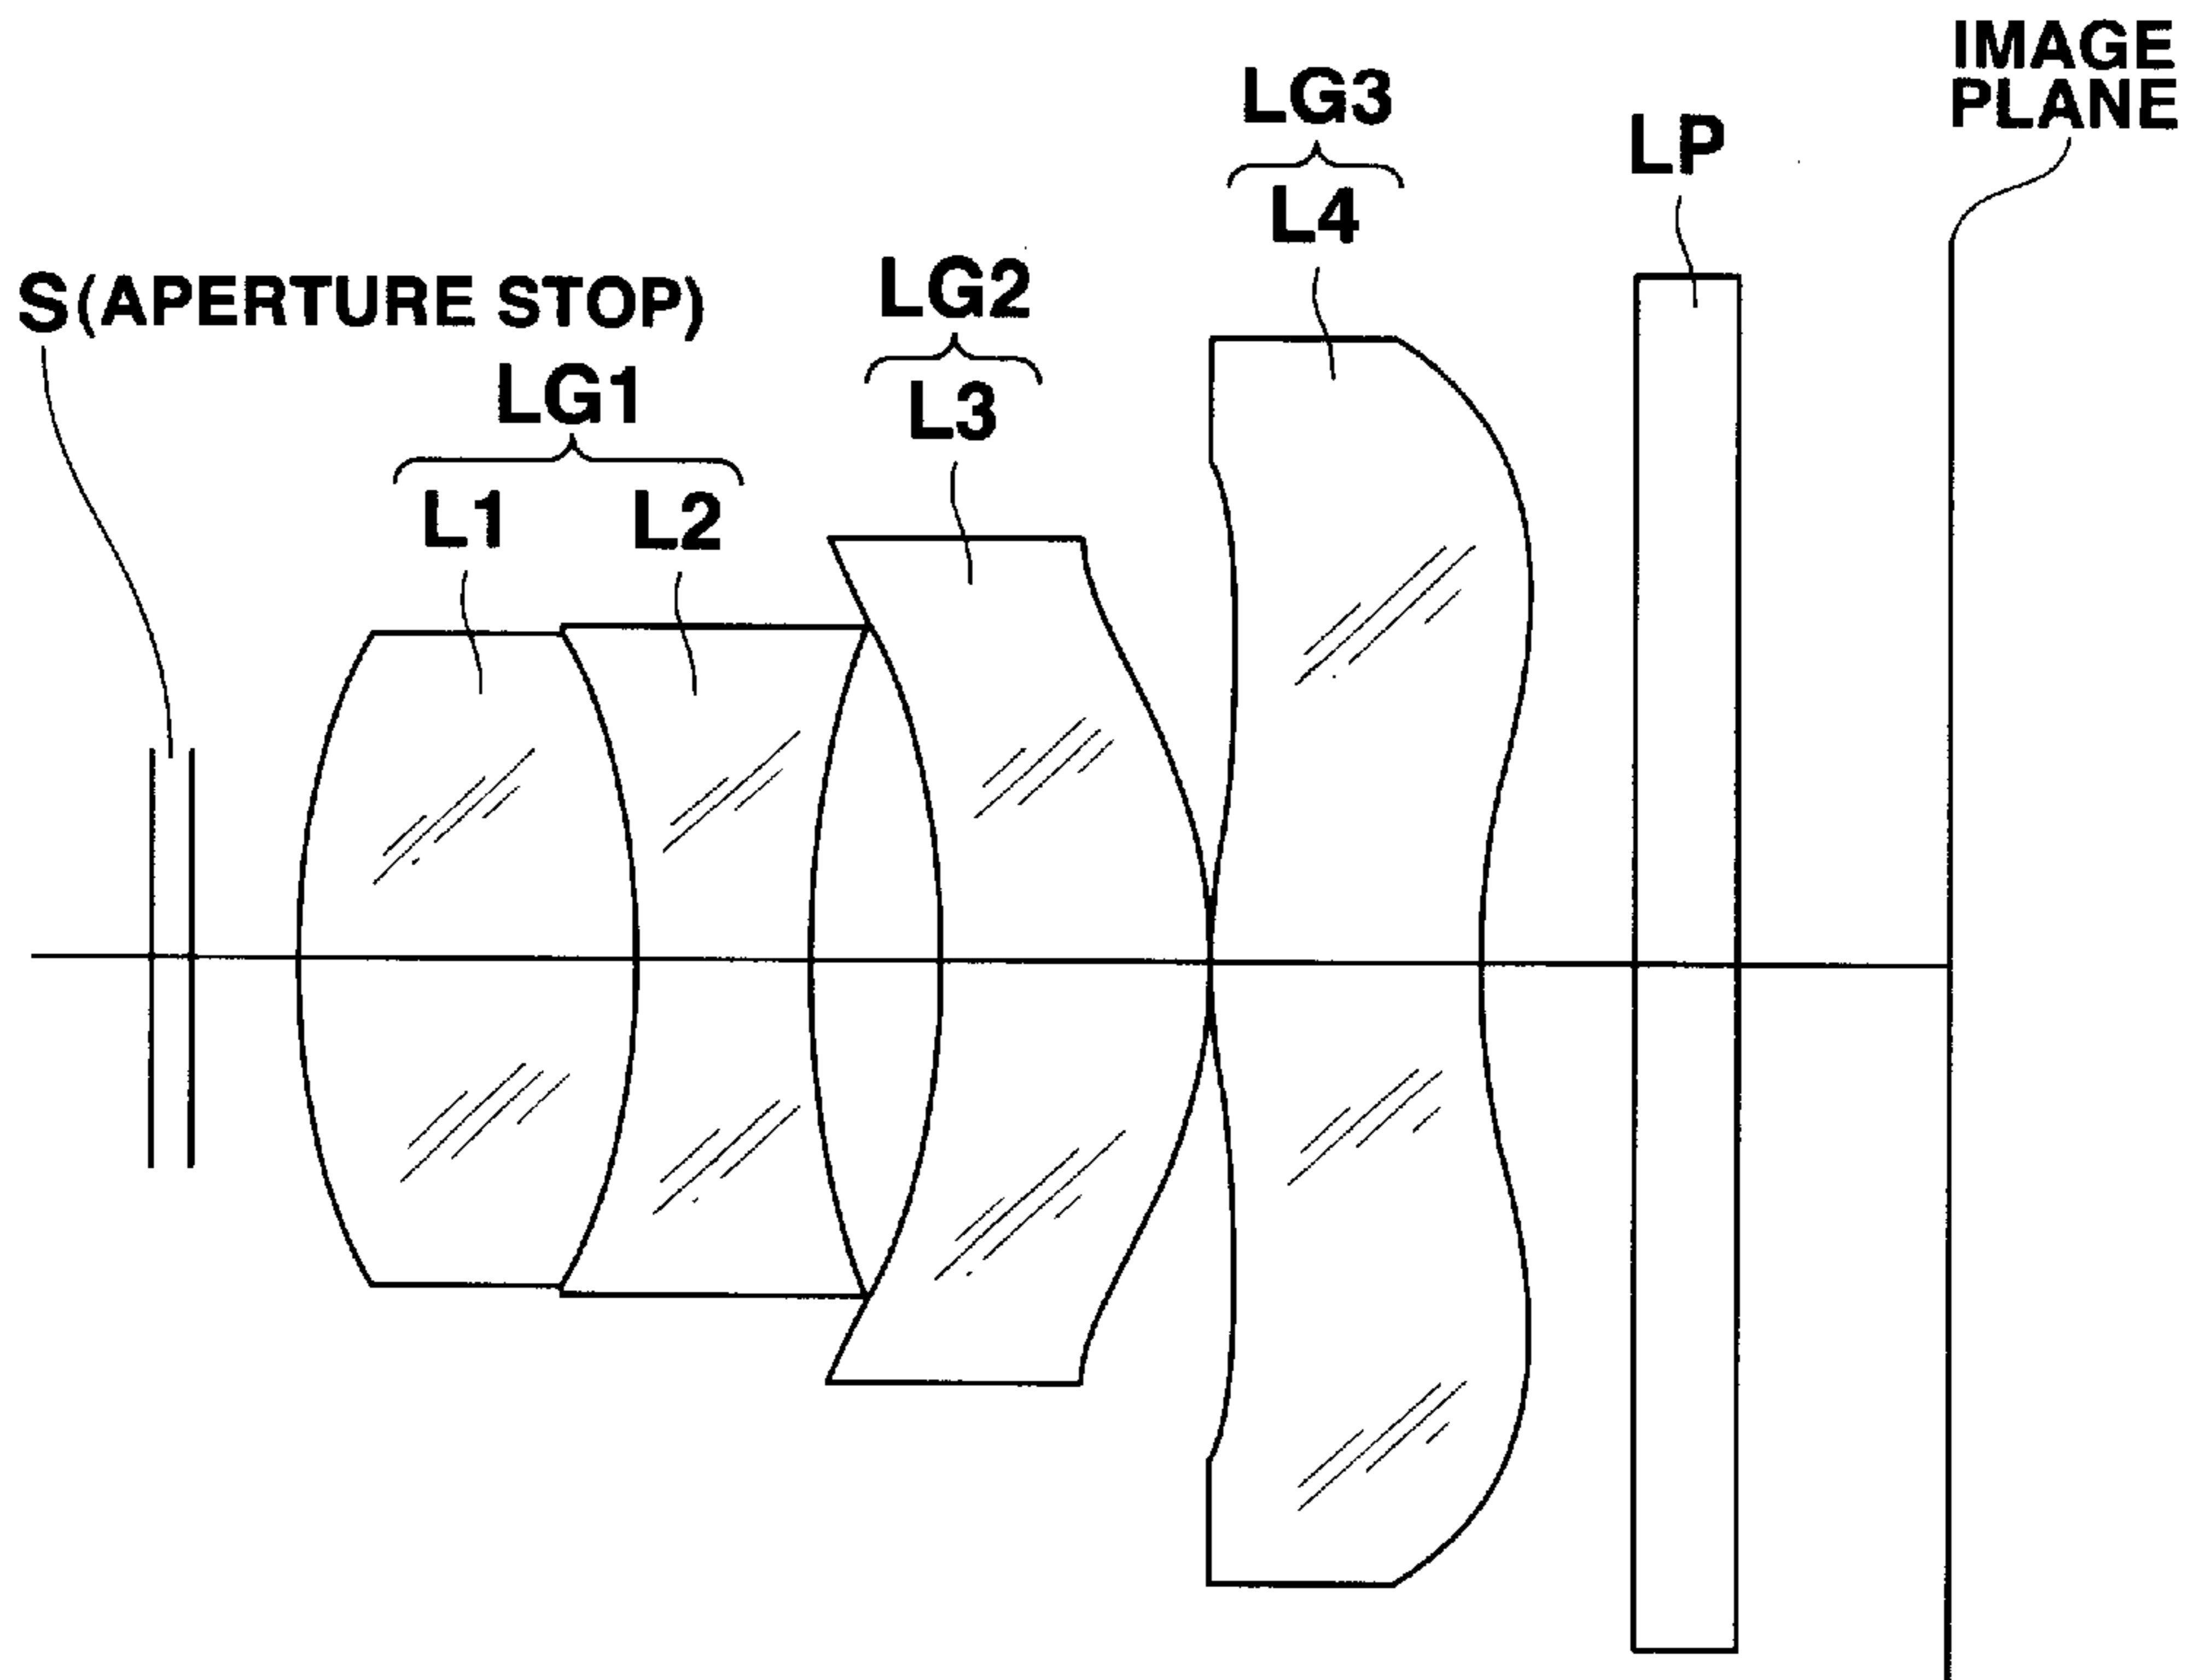 IMAGE
PLANE
LG3
LP
L4
LG2
S(APERTURE STOP)
LG1
L3
L1 L2